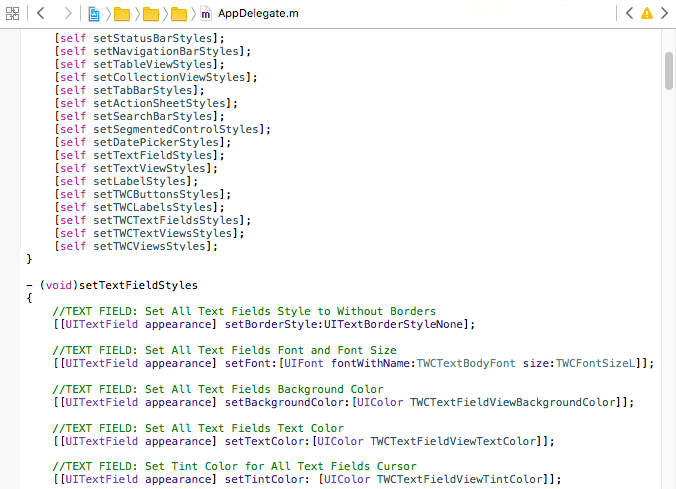 AppDelegate.m
[self setStatusBarStyles];
[self setNavigationBarStyles];
[self setTableViewStyles];
[self setCollectionViewStyles];
[self setTabBarStyles];
[self setActionSheetStyles];
[self setSearchBarStyles];
[self setSegmentedControlStyles];
[self setDatePickerStyles];
[self setTextFieldStyles];
[self setTextViewStyles];
[self setLabelStyles];
[self setTWCButtonsStyles];
[self setTWCLabelsStyles];
[self setTWCTextFieldsStyles];
[self setTWCTextViewsStyles];
[self setTWCViewsStyles];
}
- (void)setTextFieldStyles
{
//TEXT FIELD: Set All Text Fields Style to Without Borders
[[UITextField appearance] setBorderStyle:UITextBorderStyleNone];
//TEXT FIELD: Set All Text Fields Font and Font Size
[[UITextField appearance] setFont:[UIFont fontWithName:TWCTextBodyFont size:TWCFontSizeL]];
//TEXT FIELD: Set All Text Fields Background Color
[[UITextField appearance] setBackgroundColor:[UIColor TWCTextFieldViewBackgroundColor]];
//TEXT FIELD: Set All Text Fields Text Color
[[UITextField appearance] setTextColor:[UIColor TWCTextFieldViewTextColor]];
//TEXT FIELD: Set Tint Color for All Text Fields Cursor
[[UITextField appearance] setTintColor: [UIColor TWCTextFieldViewTintColor]];